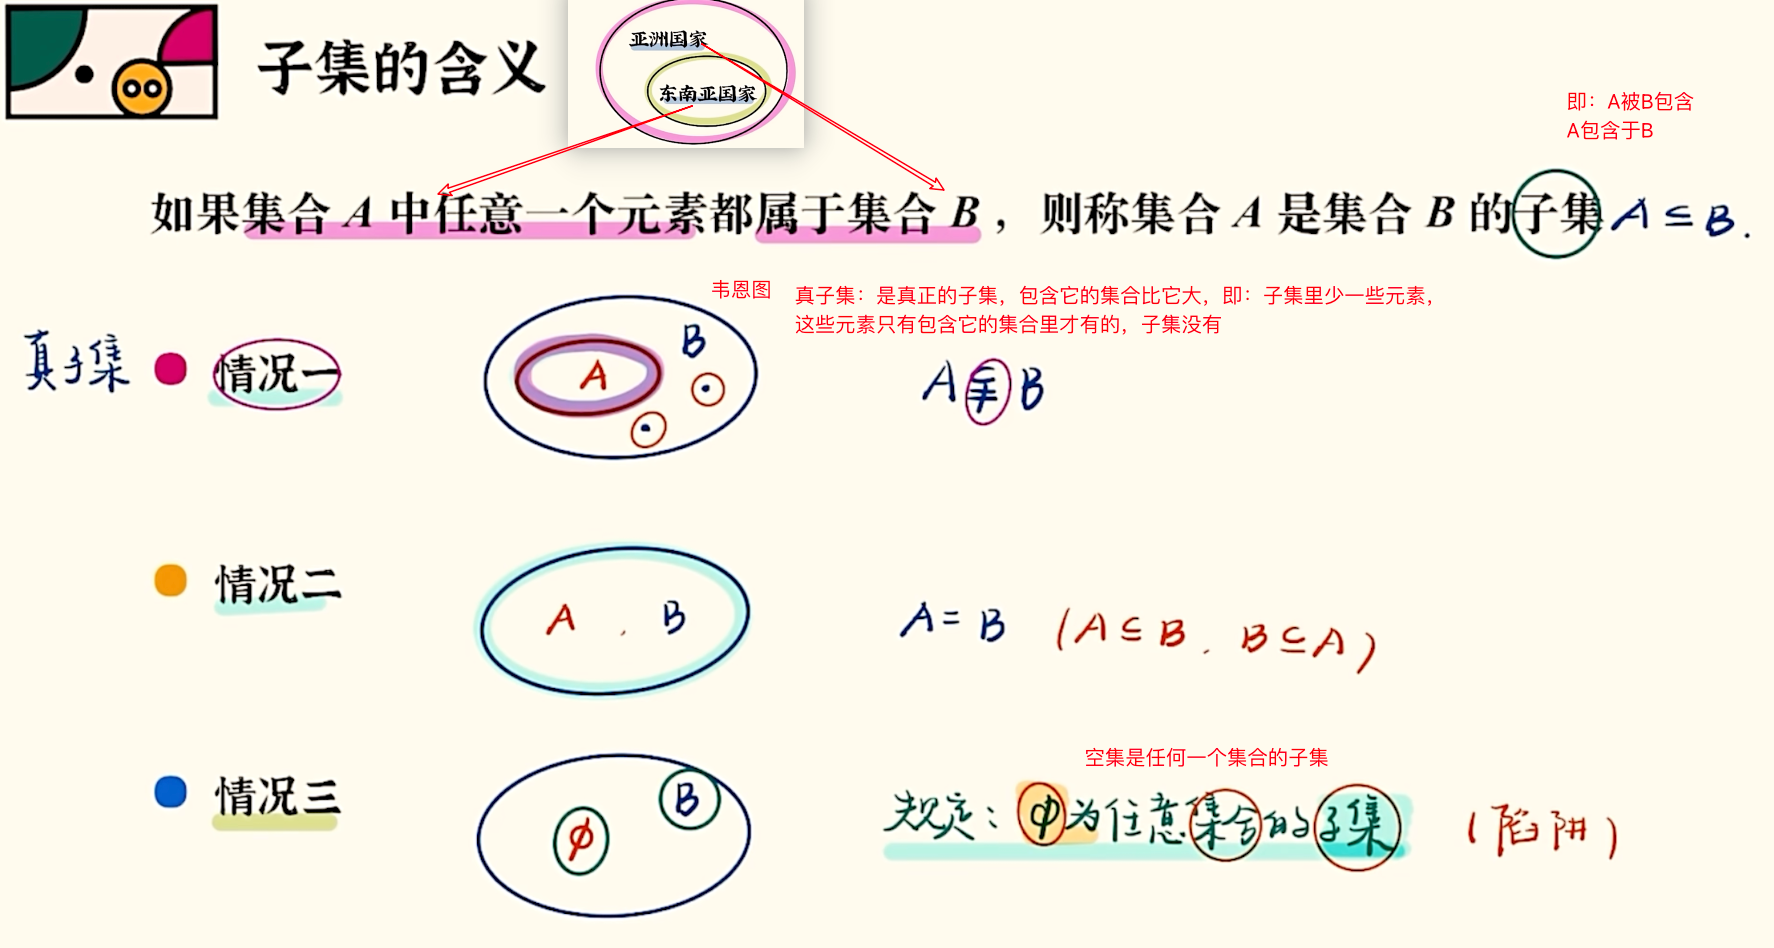 子集的含义
亚洲国家
东南亚国家
即：A被B包含
A包含于B
如果集合 A 中任意一个元素都属于集合 B，则称集合 A 是集合 B 的子集 A ⊆ B.
韦恩图
真子集：是真正的子集，包含它的集合比它大，即：子集里少一些元素，
这些元素只有包含它的集合里才有的，子集没有
真子集
情况一
A
B
A ⫋ B
情况二
A . B
A = B (A ⊆ B . B ⊆ A)
空集是任何一个集合的子集
情况三
ϕ
B
规定：ϕ为任意集合的子集 (陷阱)